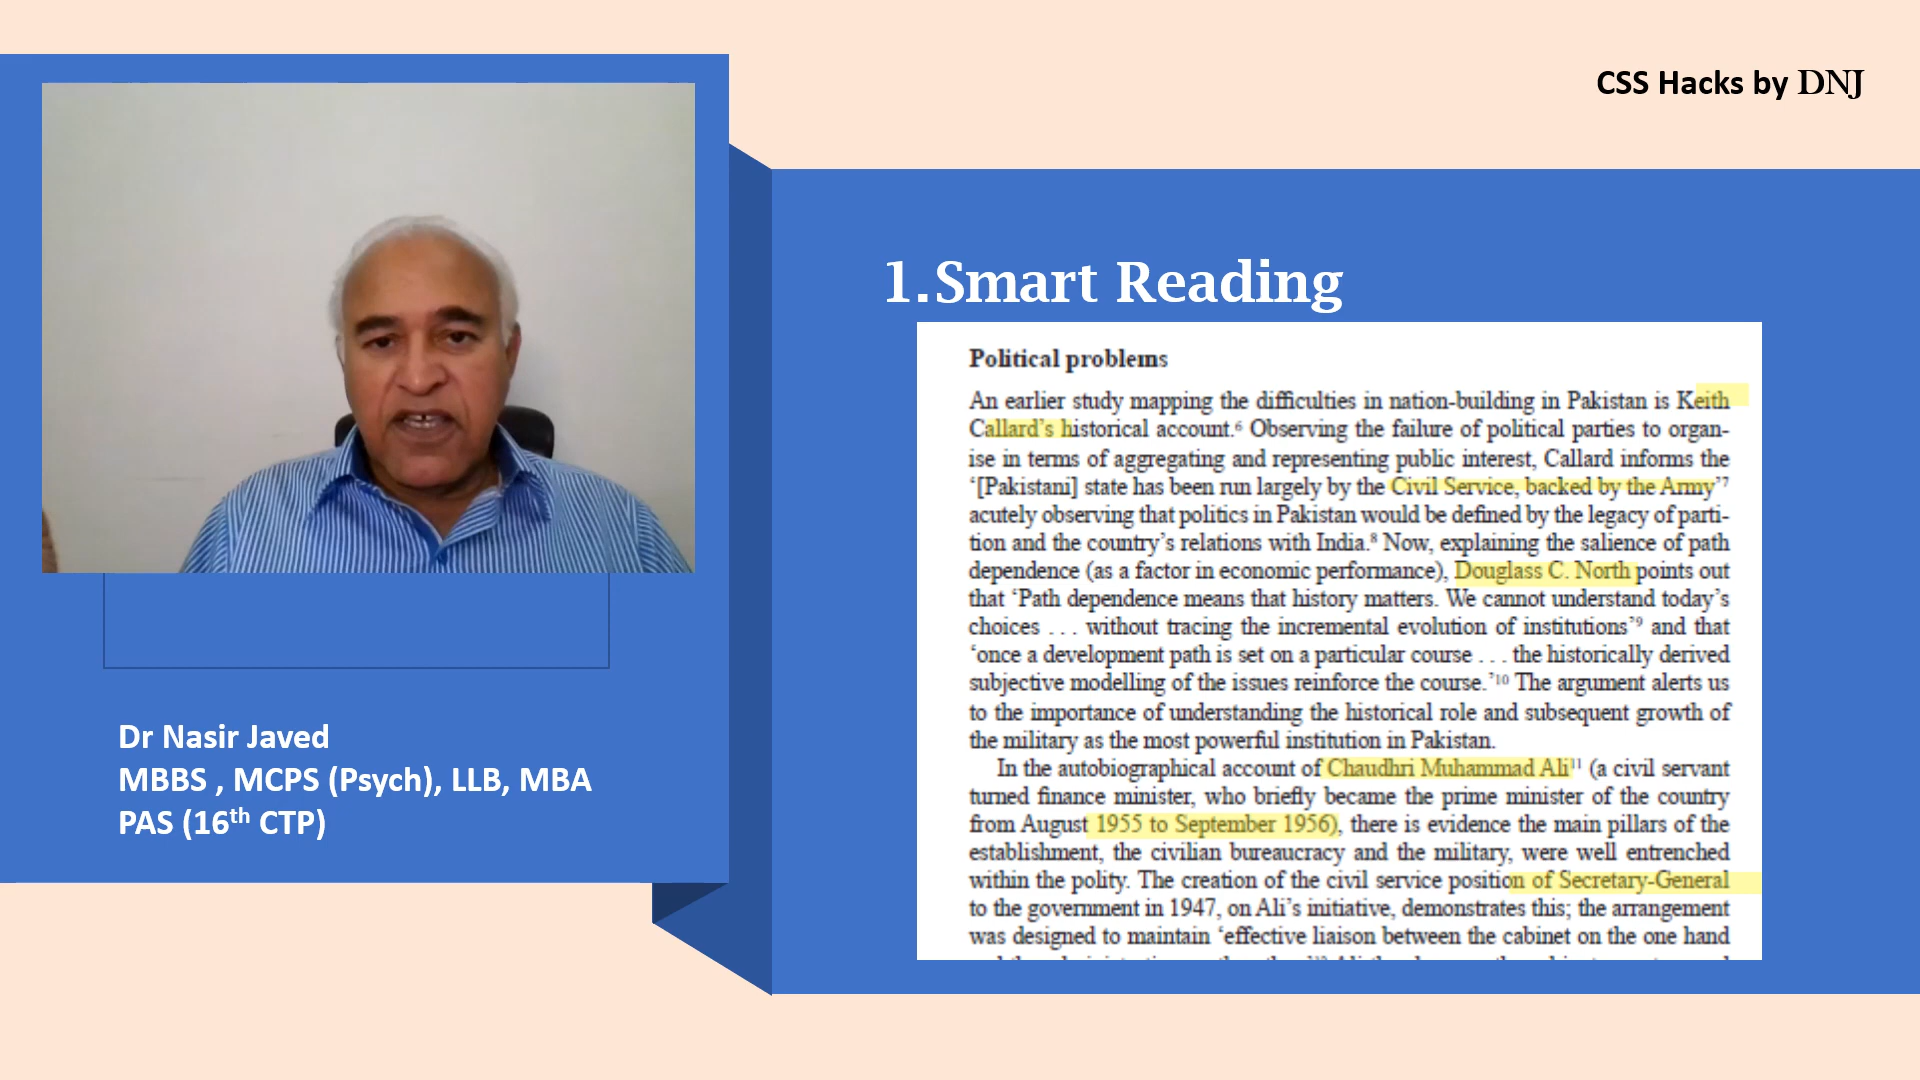 CSS Hacks by DNJ
1.Smart Reading
Political problems
An earlier study mapping the difficulties in nation-building in Pakistan is Keith
Callard’s historical account.⁶ Observing the failure of political parties to organ-
ise in terms of aggregating and representing public interest, Callard informs the
‘[Pakistani] state has been run largely by the Civil Service, backed by the Army’⁷
acutely observing that politics in Pakistan would be defined by the legacy of parti-
tion and the country’s relations with India.⁸ Now, explaining the salience of path
dependence (as a factor in economic performance), Douglass C. North points out
that ‘Path dependence means that history matters. We cannot understand today’s
choices . . . without tracing the incremental evolution of institutions’⁹ and that
‘once a development path is set on a particular course . . . the historically derived
subjective modelling of the issues reinforce the course.’¹⁰ The argument alerts us
to the importance of understanding the historical role and subsequent growth of
the military as the most powerful institution in Pakistan.
In the autobiographical account of Chaudhri Muhammad Ali¹¹ (a civil servant
turned finance minister, who briefly became the prime minister of the country
from August 1955 to September 1956), there is evidence the main pillars of the
establishment, the civilian bureaucracy and the military, were well entrenched
within the polity. The creation of the civil service position of Secretary-General
to the government in 1947, on Ali’s initiative, demonstrates this; the arrangement
was designed to maintain ‘effective liaison between the cabinet on the one hand
Dr Nasir Javed
MBBS , MCPS (Psych), LLB, MBA
PAS (16th CTP)